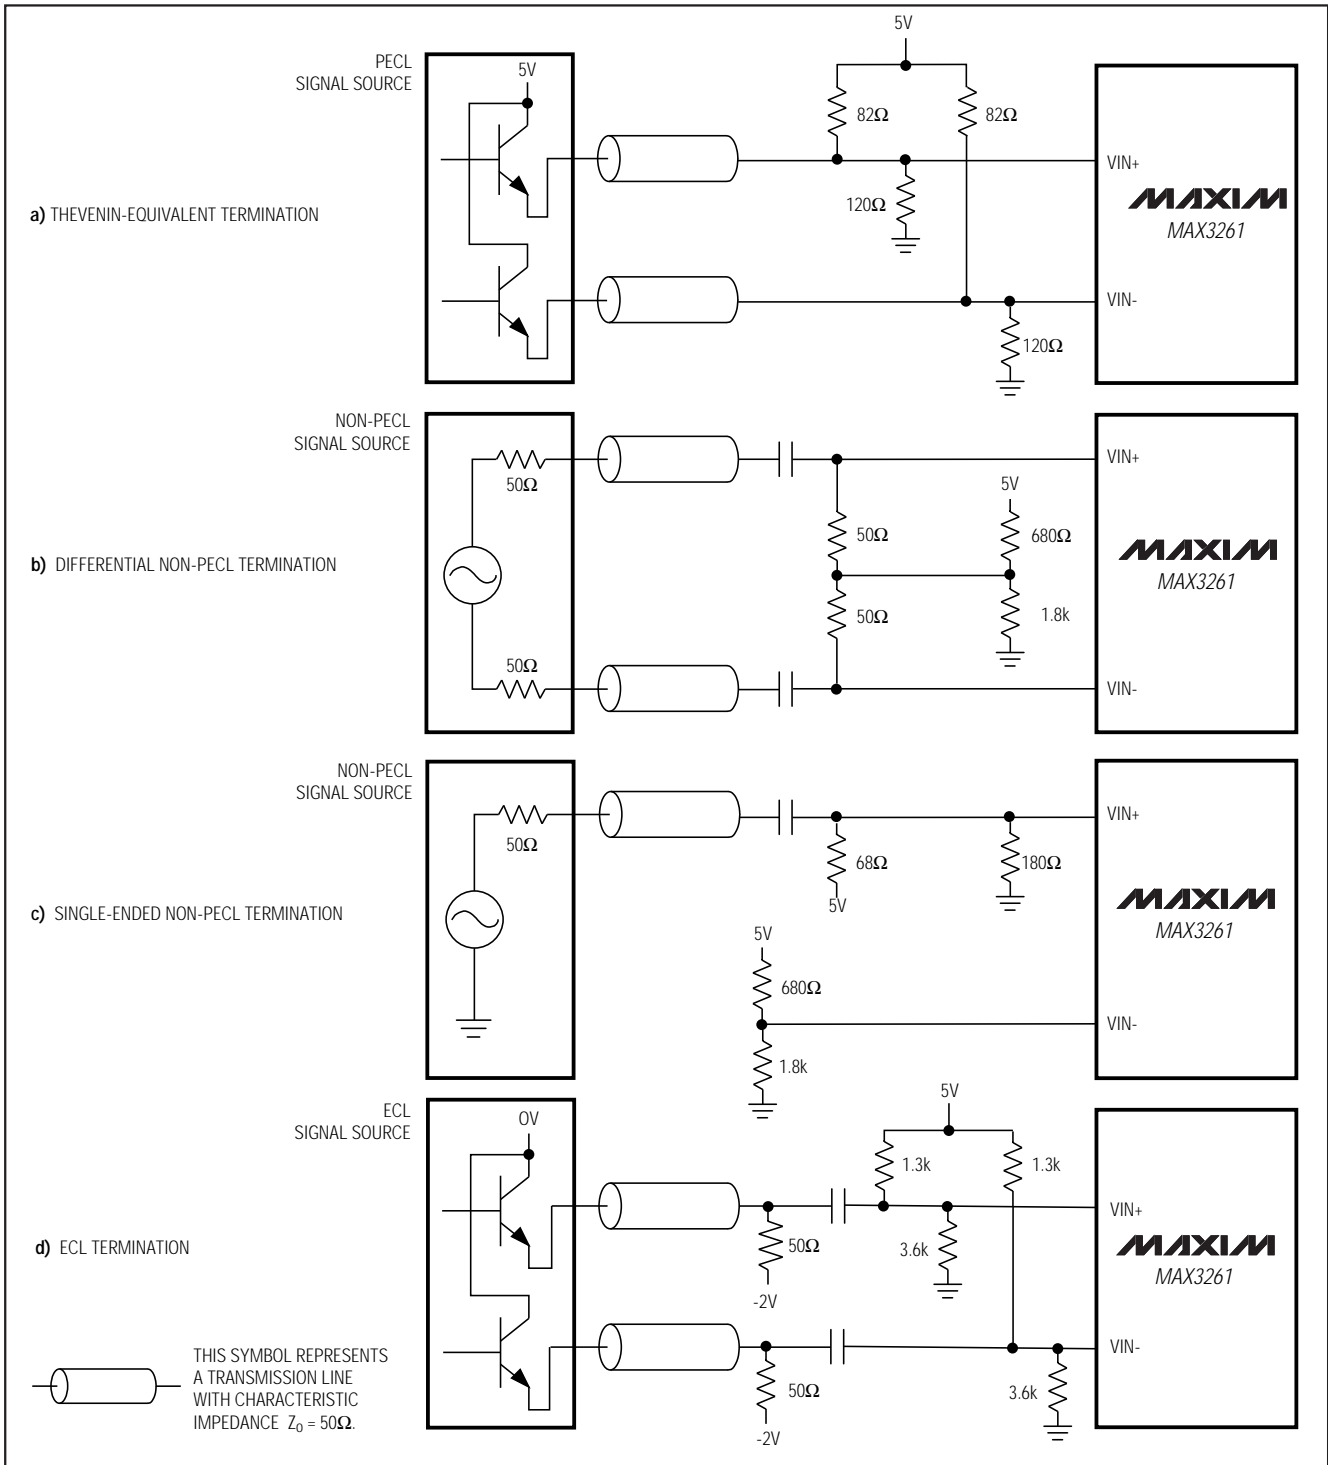 PECL
SIGNAL SOURCE
5V
5V
82Ω
82Ω
120Ω
120Ω
VIN+
MAXIM
MAX3261
VIN-
a) THEVENIN-EQUIVALENT TERMINATION
NON-PECL
SIGNAL SOURCE
50Ω
50Ω
50Ω
50Ω
5V
680Ω
1.8k
VIN+
MAXIM
MAX3261
VIN-
b) DIFFERENTIAL NON-PECL TERMINATION
NON-PECL
SIGNAL SOURCE
50Ω
68Ω
5V
180Ω
5V
680Ω
1.8k
VIN+
MAXIM
MAX3261
VIN-
c) SINGLE-ENDED NON-PECL TERMINATION
ECL
SIGNAL SOURCE
0V
5V
1.3k
1.3k
50Ω
-2V
3.6k
50Ω
-2V
3.6k
VIN+
MAXIM
MAX3261
VIN-
d) ECL TERMINATION
THIS SYMBOL REPRESENTS
A TRANSMISSION LINE
WITH CHARACTERISTIC
IMPEDANCE Z0 = 50Ω.